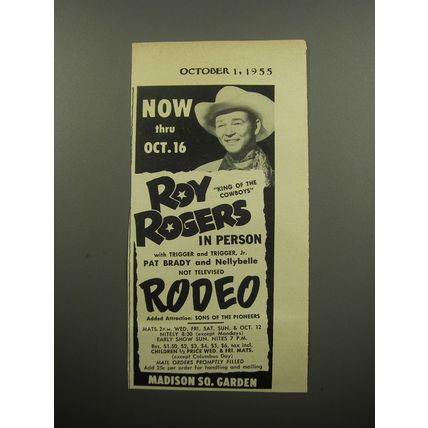 OCTOBER 1, 1955
NOW
thru
OCT. 16
ROY
"KING OF THE
COWBOYS"
ROGERS
IN PERSON
with TRIGGER and TRIGGER, Jr.
PAT BRADY and Nellybelle
NOT TELEVISED
RODEO
Added Attraction: SONS OF THE PIONEERS
MATS. 2 P.M. WED, FRI, SAT, SUN, & OCT. 12
NITELY 8:30 (except Mondays)
EARLY SHOW SUN. NITES 7 P.M.
Res. $1.50, $2, $3, $4, $5, $6, tax incl.
CHILDREN ½ PRICE WED. & FRI. MATS.
(except Columbus Day)
MAIL ORDERS PROMPTLY FILLED
Add 25c per order for handling and mailing
MADISON SQ. GARDEN